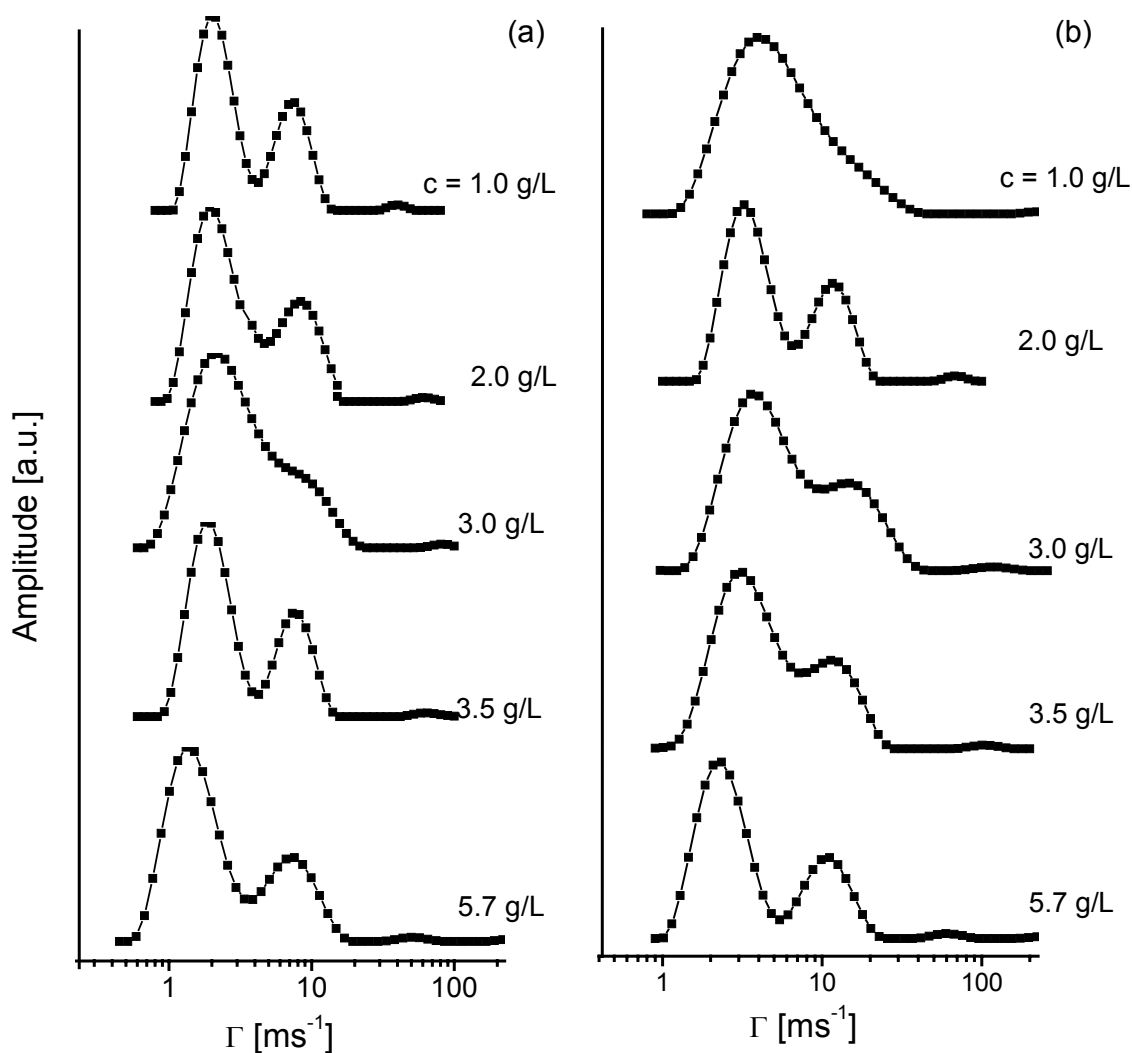 (a)
c = 1.0 g/L
2.0 g/L
3.0 g/L
3.5 g/L
5.7 g/L
1 10 100
Γ [ms⁻¹]
Amplitude [a.u.]
(b)
c = 1.0 g/L
2.0 g/L
3.0 g/L
3.5 g/L
5.7 g/L
1 10 100
Γ [ms⁻¹]